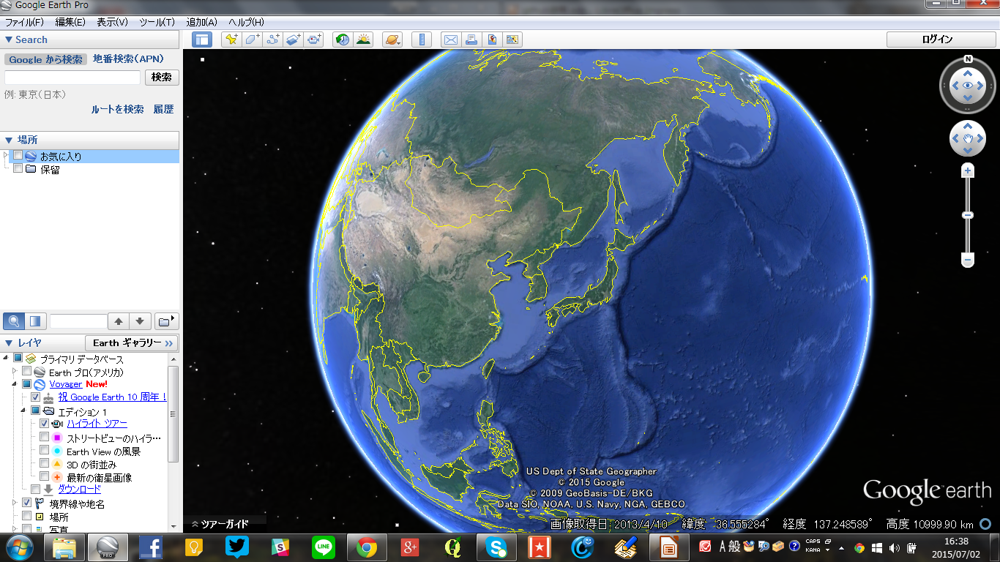 Google Earth Pro
ファイル(F) 編集(E) 表示(V) ツール(T) 追加(A) ヘルプ(H)
Search
Google から検索 地番検索(APN)
検索
例: 東京(日本)
ルートを検索 履歴
場所
お気に入り
保留
レイヤ
Earth ギャラリー >>
プライマリ データベース
Earth プロ(アメリカ)
Voyager New!
祝 Google Earth 10 周年!
エディション 1
ハイライト ツアー
ストリートビューのハイラ…
Earth View の風景
3D の街並み
最新の衛星画像
ダウンロード
境界線や地名
場所
写真
ログイン
N
US Dept of State Geographer
© 2015 Google
© 2009 GeoBasis-DE/BKG
Data SIO, NOAA, U.S. Navy, NGA, GEBCO
Google earth
ツアーガイド
画像取得日: 2013/4/10 緯度 36.555284° 経度 137.248589° 高度 10999.90 km
PRO
LINE
A 般
CAPS
KANA
16:38
2015/07/02